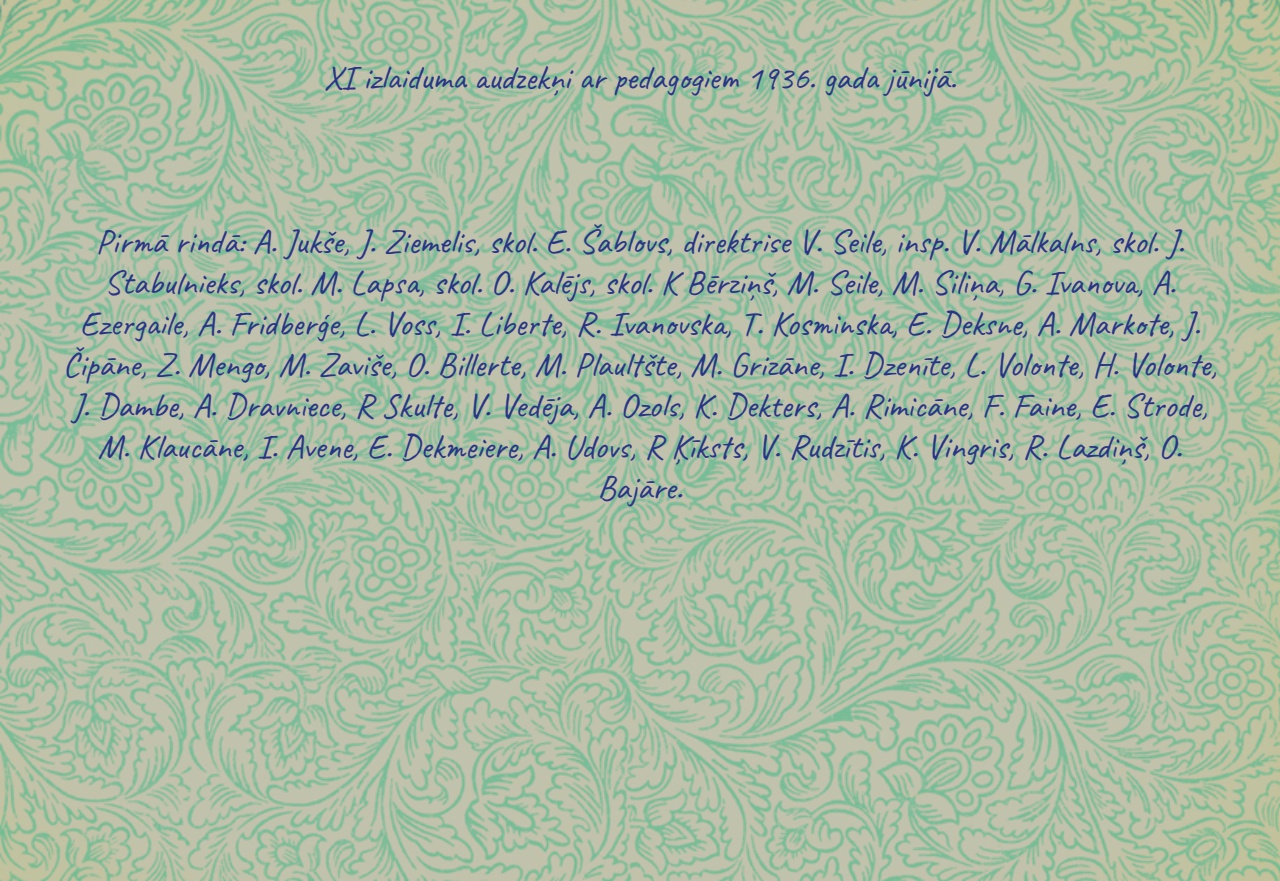 XI izlaiduma audzekņi ar pedagogiem 1936. gada jūnijā.
Pirmā rindā: A. Jukše, J. Ziemelis, skol. E. Šablovs, direktrise V. Seile, insp. V. Mālkalns, skol. J.
Stabulnieks, skol. M. Lapsa, skol. O. Kalējs, skol. K Bērziņš, M. Seile, M. Siliņa, G. Ivanova, A.
Ezergaile, A. Fridberģe, L. Voss, I. Liberte, R. Ivanovska, T. Kosminska, E. Deksne, A. Markote, J.
Čipāne, Z. Mengo, M. Zaviše, O. Billerte, M. Plaultšte, M. Grizāne, I. Dzenīte, L. Volonte, H. Volonte,
J. Dambe, A. Dravniece, R Skulte, V. Vedēja, A. Ozols, K. Dekters, A. Rimicāne, F. Faine, E. Strode,
M. Klaucāne, I. Avene, E. Dekmeiere, A. Udovs, R Ķīksts, V. Rudzītis, K. Vingris, R. Lazdiņš, O.
Bajāre.